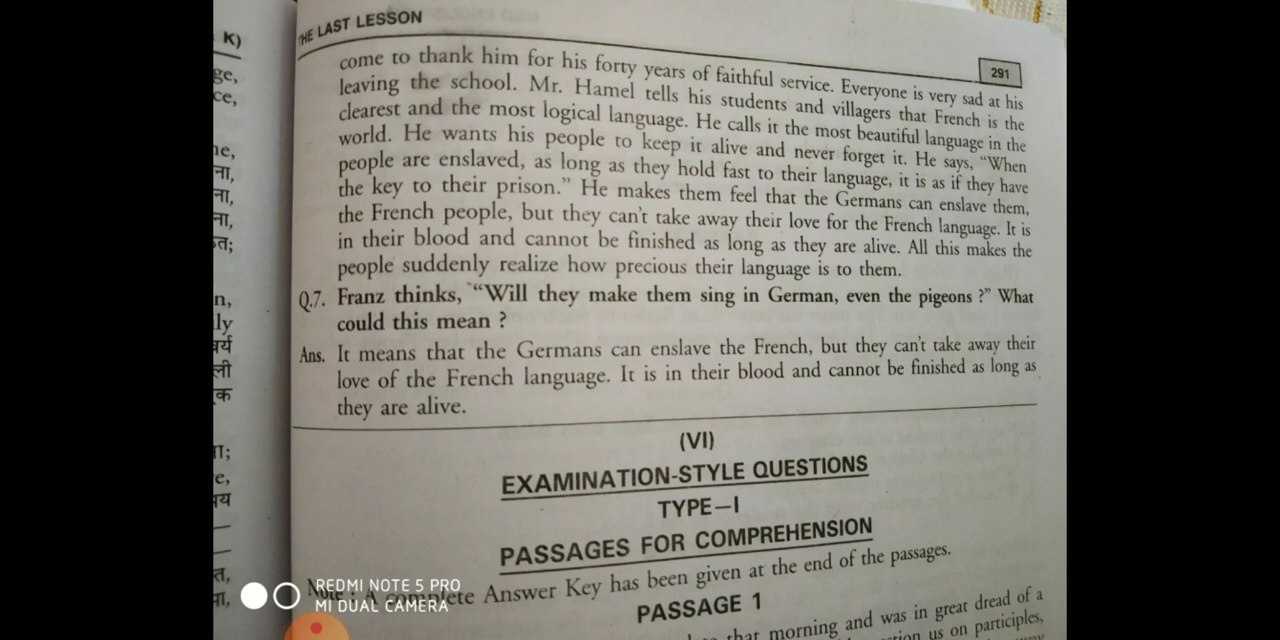 K)
ge,
ce,
ne,
ना,
ना,
ना,
n,
ly
ली
क
e,
THE LAST LESSON
291
come to thank him for his forty years of faithful service. Everyone is very sad at his
leaving the school. Mr. Hamel tells his students and villagers that French is the
clearest and the most logical language. He calls it the most beautiful language in the
world. He wants his people to keep it alive and never forget it. He says, “When
people are enslaved, as long as they hold fast to their language, it is as if they have
the key to their prison.” He makes them feel that the Germans can enslave them,
the French people, but they can’t take away their love for the French language. It is
in their blood and cannot be finished as long as they are alive. All this makes the
people suddenly realize how precious their language is to them.
Q.7. Franz thinks, “Will they make them sing in German, even the pigeons ?” What
could this mean ?
Ans. It means that the Germans can enslave the French, but they can’t take away their
love of the French language. It is in their blood and cannot be finished as long as
they are alive.
(VI)
EXAMINATION-STYLE QUESTIONS
TYPE–I
PASSAGES FOR COMPREHENSION
Note : A complete Answer Key has been given at the end of the passages.
PASSAGE 1
that morning and was in great dread of a
us on participles,
REDMI NOTE 5 PRO
MI DUAL CAMERA